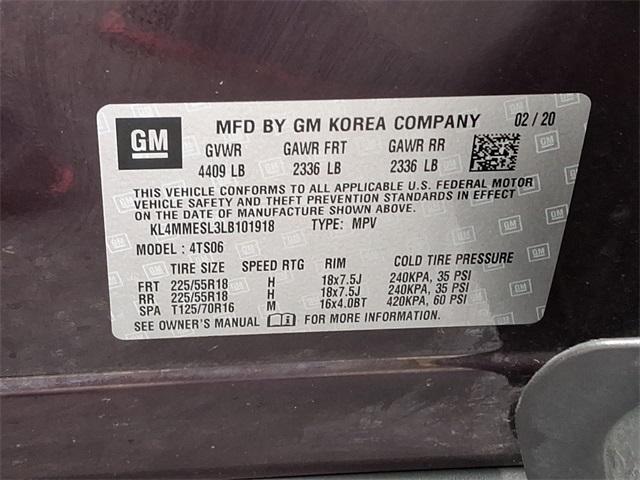 GM MFD BY GM KOREA COMPANY 02 / 20
GVWR GAWR FRT GAWR RR
4409 LB 2336 LB 2336 LB
THIS VEHICLE CONFORMS TO ALL APPLICABLE U.S. FEDERAL MOTOR
VEHICLE SAFETY AND THEFT PREVENTION STANDARDS IN EFFECT
ON THE DATE OF MANUFACTURE SHOWN ABOVE.
KL4MMESL3LB101918 TYPE: MPV
MODEL : 4TS06
TIRE SIZE SPEED RTG RIM COLD TIRE PRESSURE
FRT 225/55R18 H 18x7.5J 240KPA, 35 PSI
RR 225/55R18 H 18x7.5J 240KPA, 35 PSI
SPA T125/70R16 M 16x4.0BT 420KPA, 60 PSI
SEE OWNER'S MANUAL FOR MORE INFORMATION.